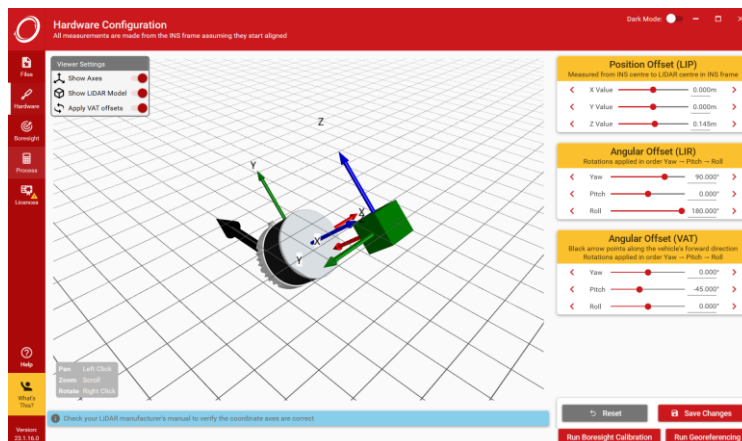 Hardware Configuration
All measurements are made from the INS frame assuming they start aligned
Dark Mode:
Files
Hardware
Boresight
Process
Licences
Help
What's
This?
Version:
23.1.16.0
Viewer Settings
Show Axes
Show LiDAR Model
Apply VAT offsets
Z
Y
X
Z
Y
Pan Left Click
Zoom Scroll
Rotate Right Click
Check your LiDAR manufacturer's manual to verify the coordinate axes are correct
Position Offset (LIP)
Measured from INS centre to LiDAR centre in INS frame
X Value 0.000m
Y Value 0.000m
Z Value 0.145m
Angular Offset (LIR)
Rotations applied in order Yaw → Pitch → Roll
Yaw 90.000°
Pitch 0.000°
Roll 180.000°
Angular Offset (VAT)
Black arrow points along the vehicle's forward direction
Rotations applied in order Yaw → Pitch → Roll
Yaw 0.000°
Pitch -45.000°
Roll 0.000°
Reset
Save Changes
Run Boresight Calibration
Run Georeferencing